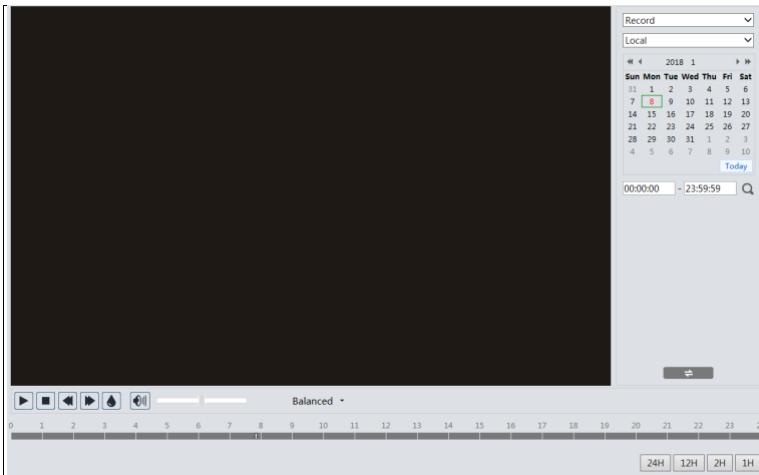 Record
Local
2018 1
Sun Mon Tue Wed Thu Fri Sat
31 1 2 3 4 5 6
7 8 9 10 11 12 13
14 15 16 17 18 19 20
21 22 23 24 25 26 27
28 29 30 31 1 2 3
4 5 6 7 8 9 10
Today
00:00:00 - 23:59:59
Balanced
0 1 2 3 4 5 6 7 8 9 10 11 12 13 14 15 16 17 18 19 20 21 22 23
24H 12H 2H 1H